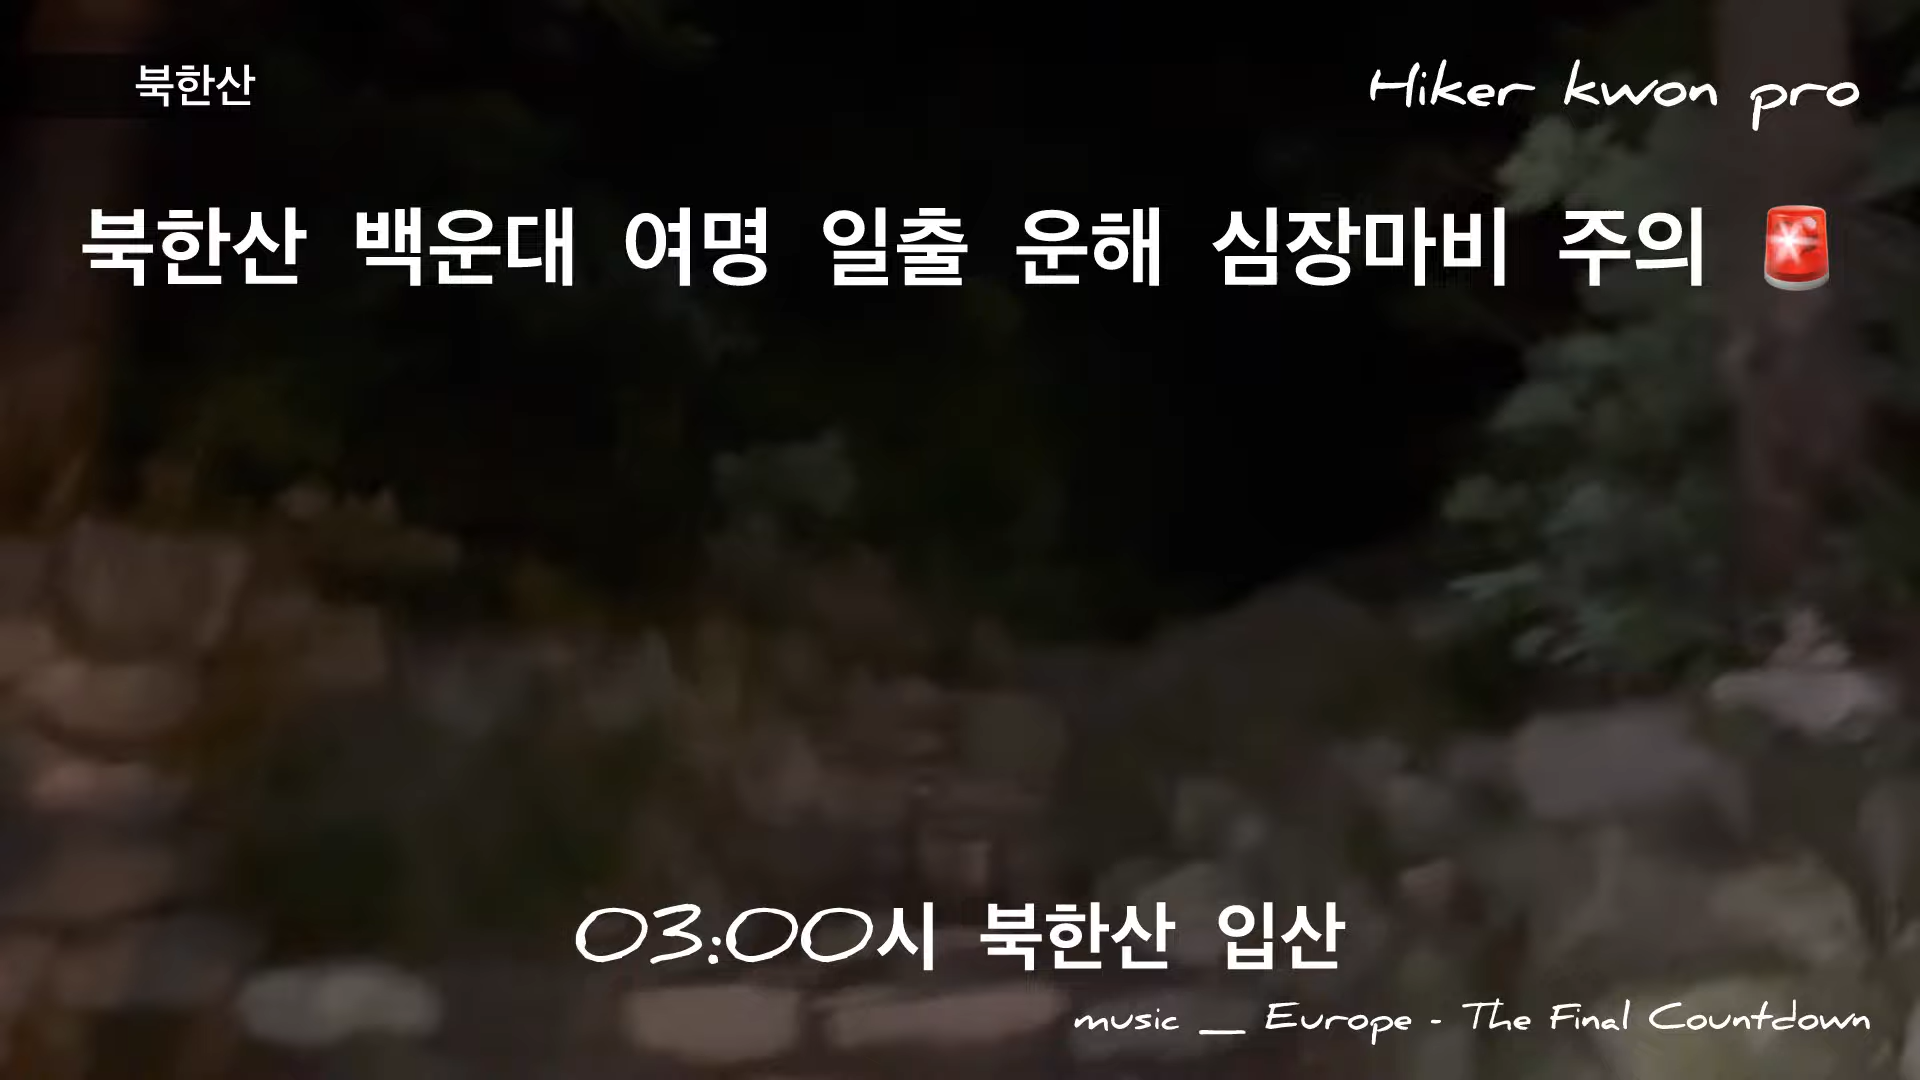 북한산
Hiker kwon pro
북한산 백운대 여명 일출 운해 심장마비 주의 🚨
03:00시 북한산 입산
music _ Europe - The Final Countdown